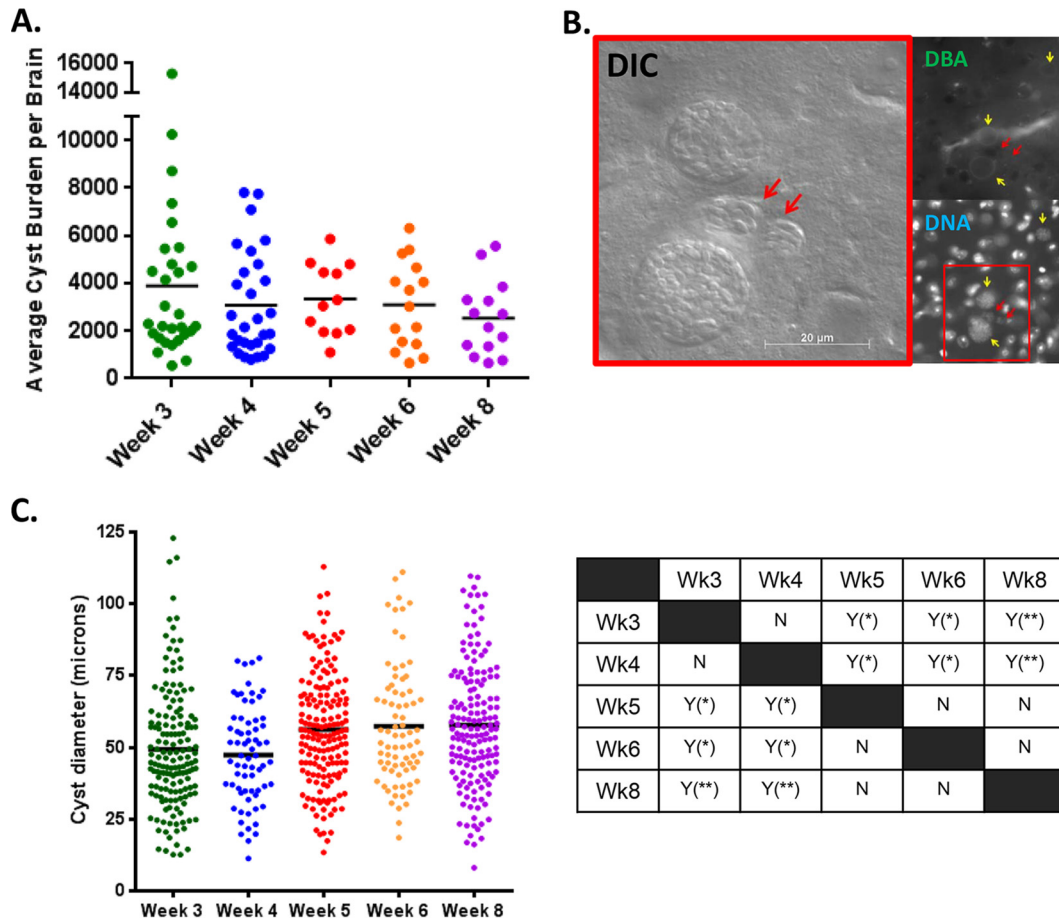 A.
Average Cyst Burden per Brain
16000
14000
10000
8000
6000
4000
2000
0
Week 3
Week 4
Week 5
Week 6
Week 8
B.
DIC
20 µm
DBA
DNA
C.
Cyst diameter (microns)
125
100
75
50
25
0
Week 3 Week 4 Week 5 Week 6 Week 8
Wk3 Wk4 Wk5 Wk6 Wk8
Wk3 N Y(*) Y(*) Y(**)
Wk4 N Y(*) Y(*) Y(**)
Wk5 Y(*) Y(*) N N
Wk6 Y(*) Y(*) N N
Wk8 Y(**) Y(**) N N